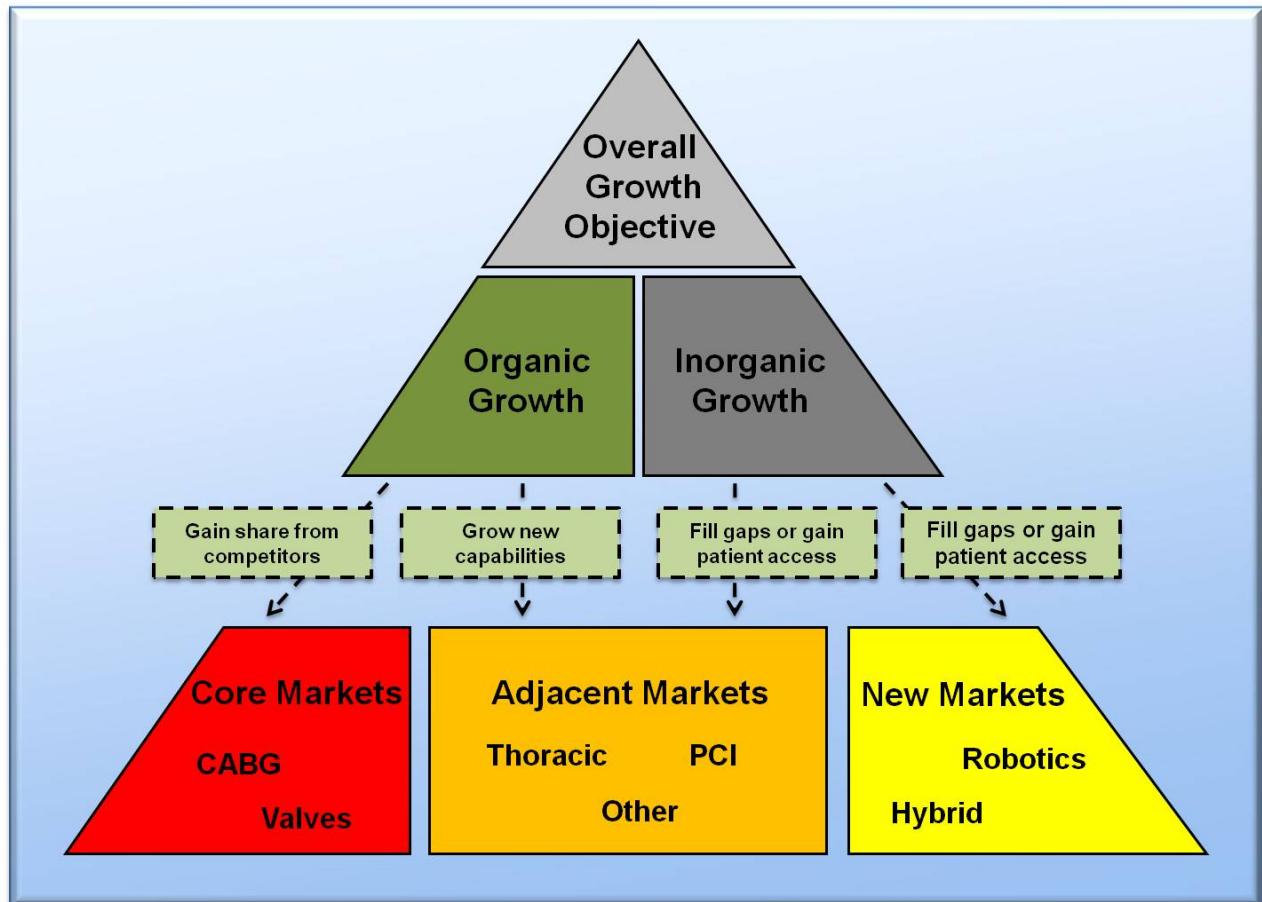 Overall
Growth
Objective
Organic
Growth
Inorganic
Growth
Gain share from
competitors
Grow new
capabilities
Fill gaps or gain
patient access
Fill gaps or gain
patient access
Core Markets
CABG
Valves
Adjacent Markets
Thoracic
PCI
Other
New Markets
Robotics
Hybrid